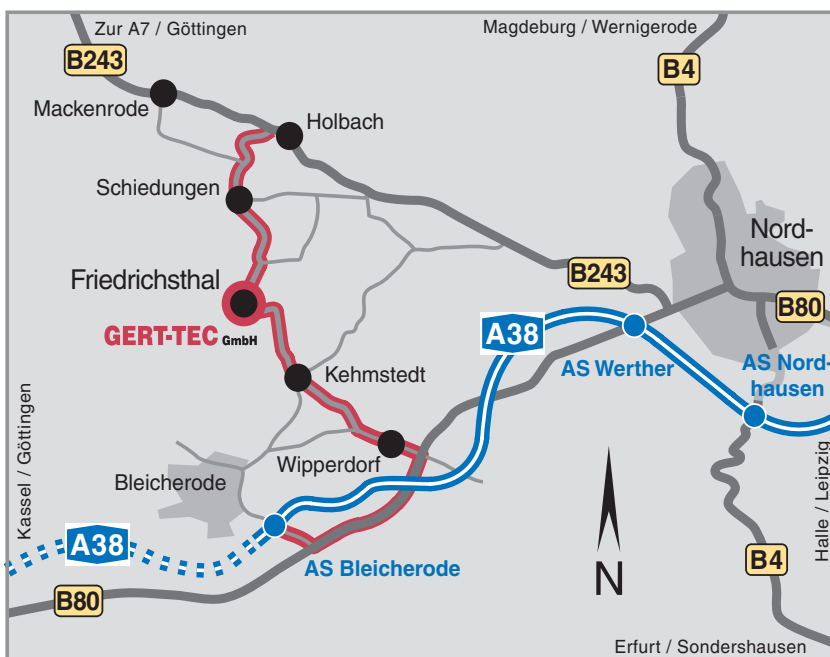 Zur A7 / Göttingen
Magdeburg / Wernigerode
B243
B4
Mackenrode
Holbach
Schiedungen
Nord-
hausen
Friedrichsthal
B243
B80
GERT-TEC GmbH
A38
AS Werther
AS Nord-
hausen
Kehmstedt
Wipperdorf
Bleicherode
Kassel / Göttingen
Halle / Leipzig
A38
AS Bleicherode
B4
N
B80
Erfurt / Sondershausen